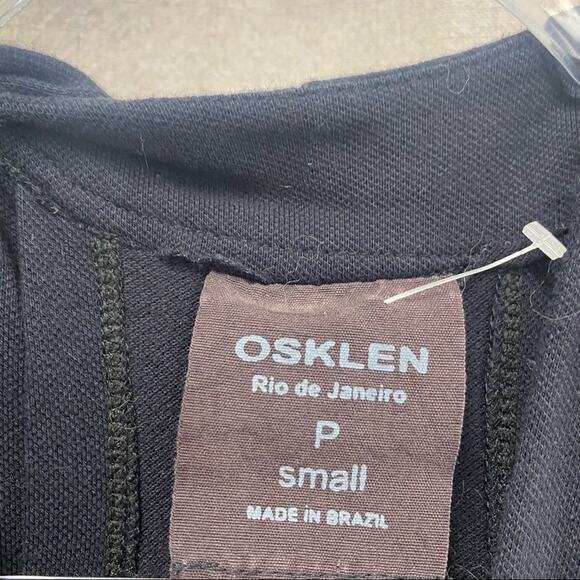 OSKLEN
Rio de Janeiro
P
small
MADE IN BRAZIL